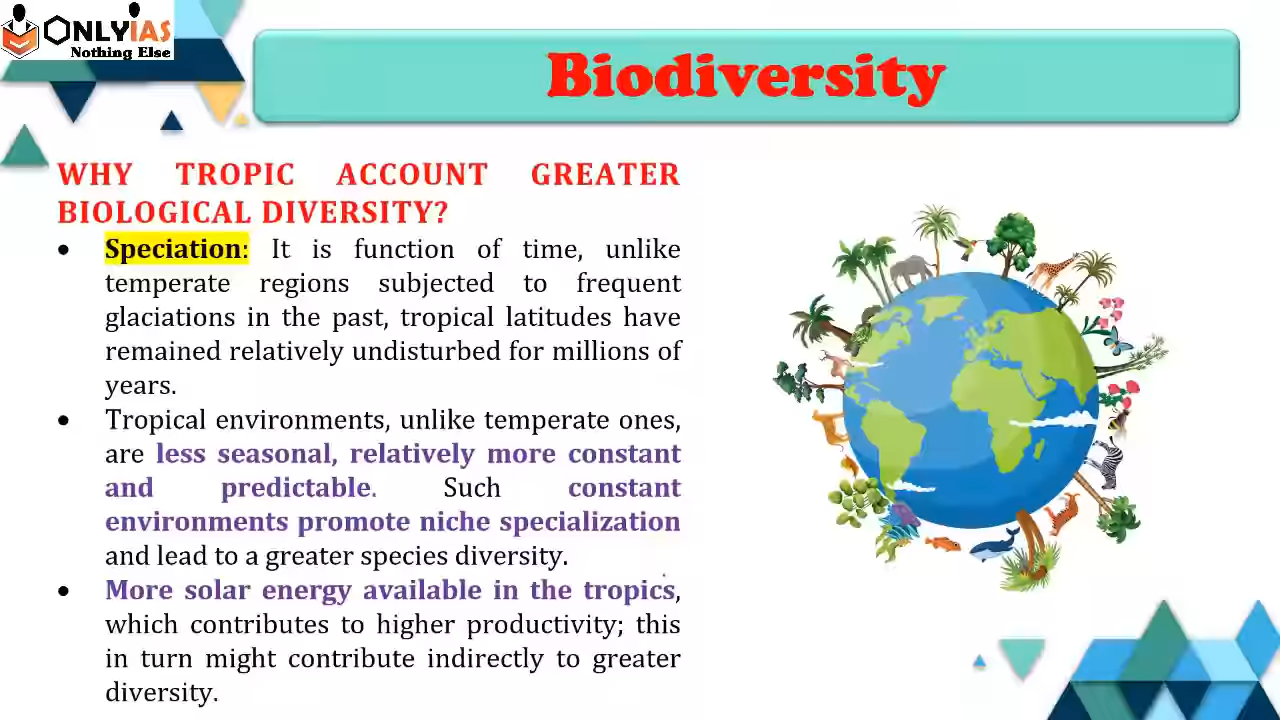 ONLYIAS
Nothing Else
Biodiversity
WHY TROPIC ACCOUNT GREATER
BIOLOGICAL DIVERSITY?
• Speciation: It is function of time, unlike
temperate regions subjected to frequent
glaciations in the past, tropical latitudes have
remained relatively undisturbed for millions of
years.
• Tropical environments, unlike temperate ones,
are less seasonal, relatively more constant
and predictable. Such constant
environments promote niche specialization
and lead to a greater species diversity.
• More solar energy available in the tropics,
which contributes to higher productivity; this
in turn might contribute indirectly to greater
diversity.